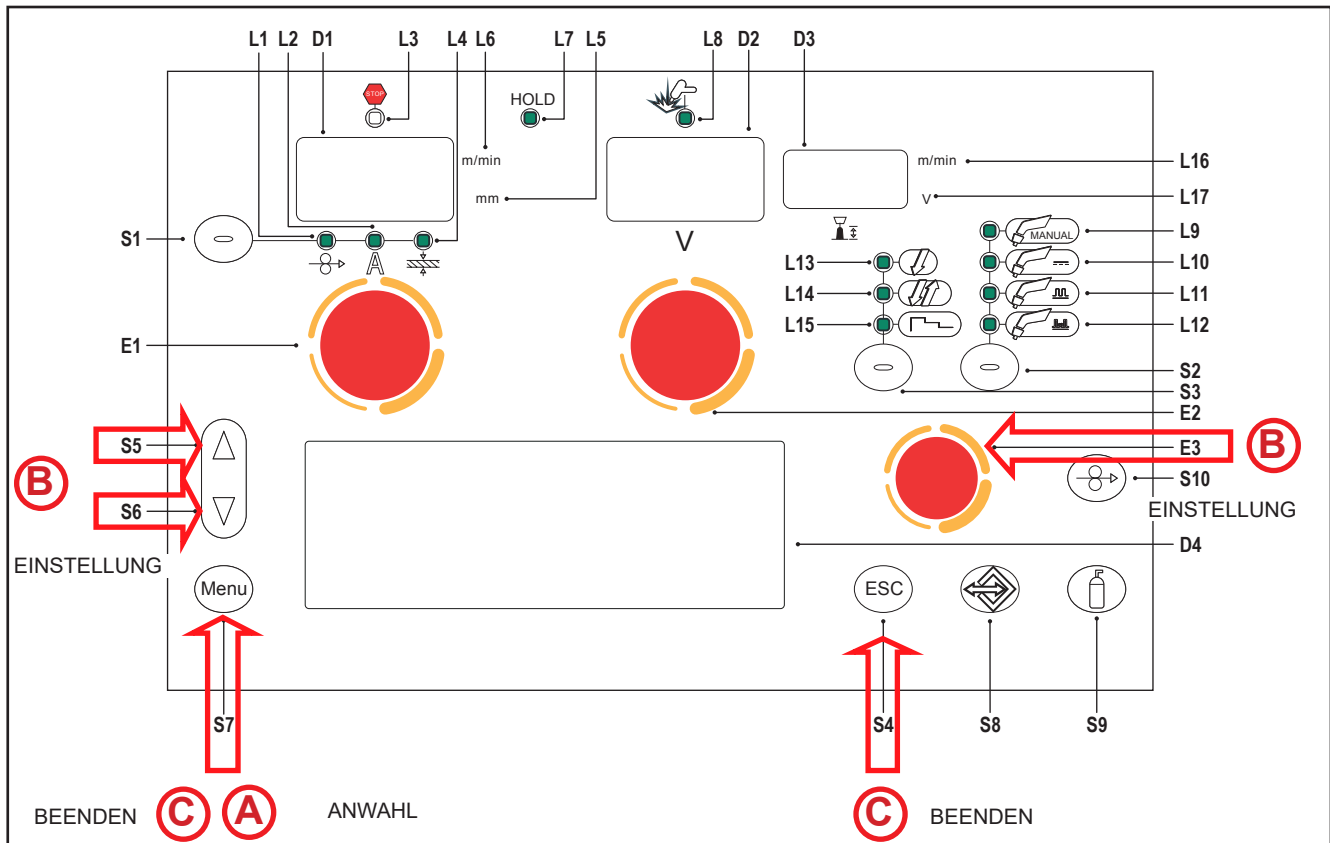 L1 L2 D1 L3 L4 L6 L7 L5 L8 D2 D3
STOP
HOLD
m/min
mm
m/min
L16
V
L17
S1
A
V
MANUAL
L9
L13
L10
L14
L11
L15
L12
E1
S2
S3
E2
S5
E3
B
B
S10
S6
EINSTELLUNG
EINSTELLUNG
D4
Menu
ESC
S7
S4
S8
S9
BEENDEN
C
A
ANWAHL
C
BEENDEN